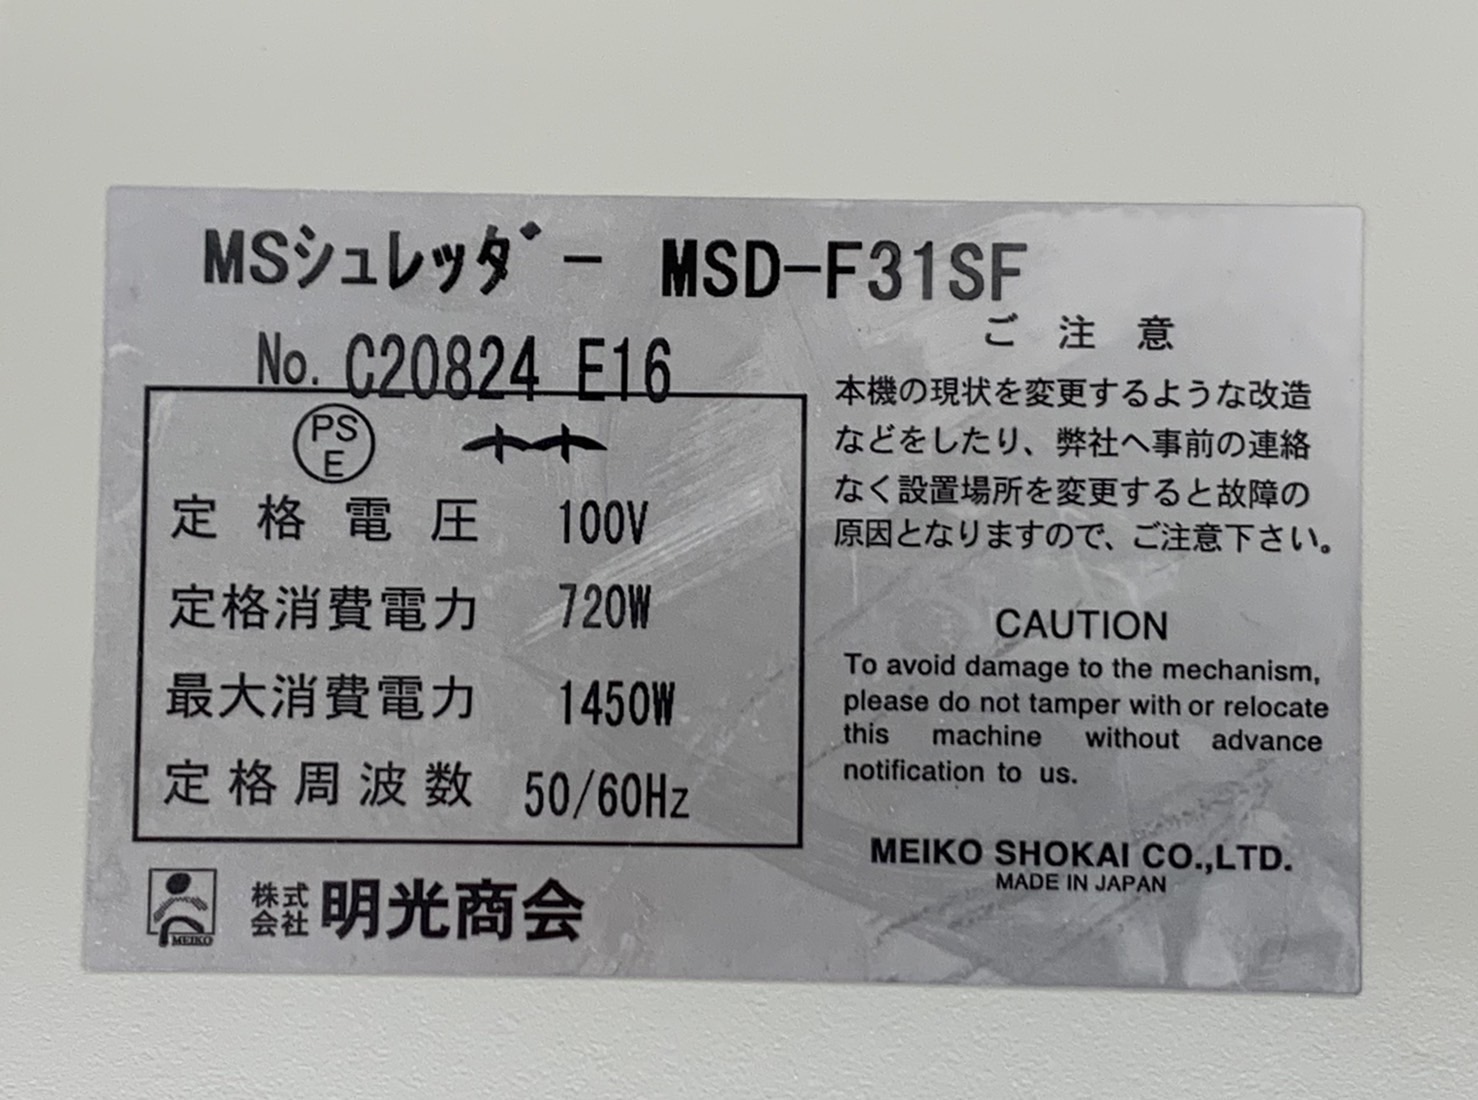 MSシュレッダー MSD-F31SF
No. C20824 E16
PS
E
定格電圧 100V
定格消費電力 720W
最大消費電力 1450W
定格周波数 50/60Hz
MEIKO
株式
会社
明光商会
ご注意
本機の現状を変更するような改造
などをしたり、弊社へ事前の連絡
なく設置場所を変更すると故障の
原因となりますので、ご注意下さい。
CAUTION
To avoid damage to the mechanism,
please do not tamper with or relocate
this machine without advance
notification to us.
MEIKO SHOKAI CO.,LTD.
MADE IN JAPAN